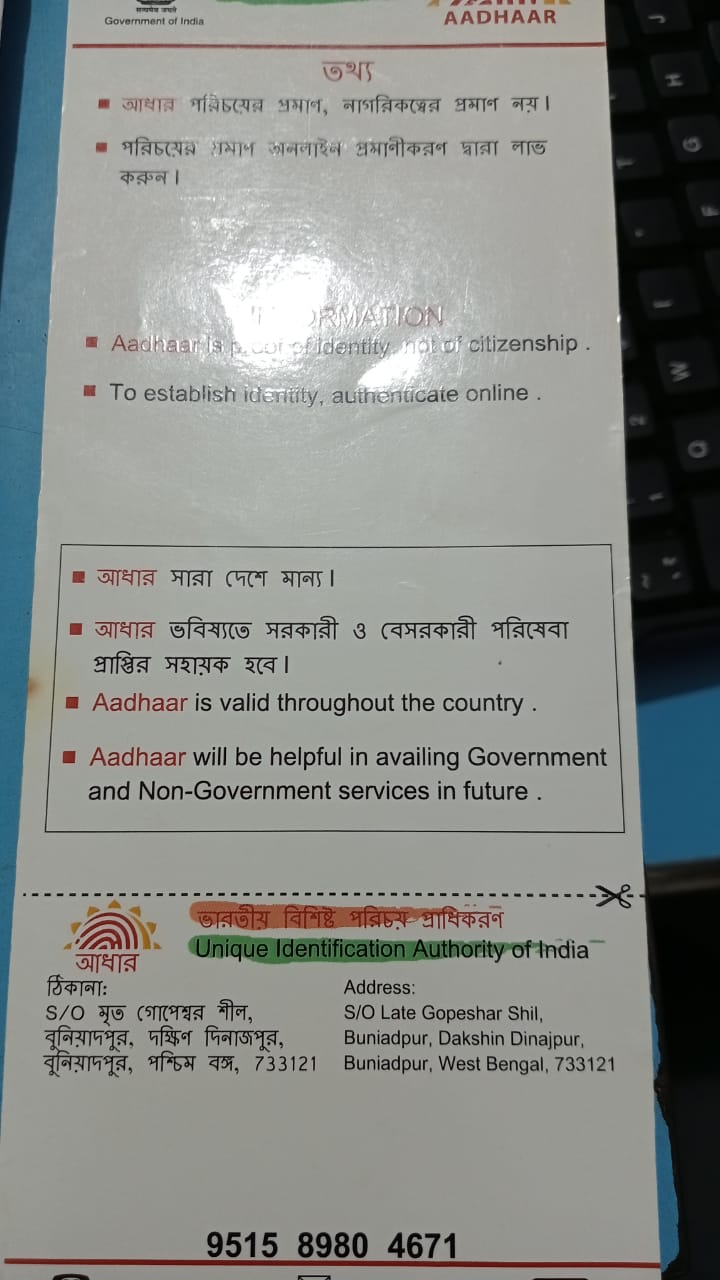 सत्यमेव जयते
Government of India
AADHAAR
তথ্য
আধার পরিচয়ের প্রমাণ, নাগরিকত্বের প্রমাণ নয়।
পরিচয়ের প্রমাণ অনলাইন প্রমাণীকরণ দ্বারা লাভ
করুন।
INFORMATION
Aadhaar is proof of identity, not of citizenship .
To establish identity, authenticate online .
আধার সারা দেশে মান্য।
আধার ভবিষ্যতে সরকারী ও বেসরকারী পরিষেবা
প্রাপ্তির সহায়ক হবে।
Aadhaar is valid throughout the country .
Aadhaar will be helpful in availing Government
and Non-Government services in future .
ভারতীয় বিশিষ্ট পরিচয় প্রাধিকরণ
Unique Identification Authority of India
আধার
ঠিকানা:
S/O মৃত গোপেশ্বর শীল,
বুনিয়াদপুর, দক্ষিণ দিনাজপুর,
বুনিয়াদপুর, পশ্চিম বঙ্গ, 733121
Address:
S/O Late Gopeshar Shil,
Buniadpur, Dakshin Dinajpur,
Buniadpur, West Bengal, 733121
9515 8980 4671